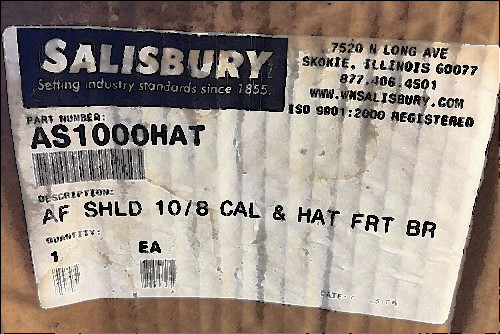 SALISBURY
Setting industry standards since 1855.
7520 N LONG AVE
SKOKIE, ILLINOIS 60077
877.406.4501
WWW.WHSALISBURY.COM
ISO 9001:2000 REGISTERED
PART NUMBER:
AS1000HAT
DESCRIPTION:
AF SHLD 10/8 CAL & HAT FRT BR
QUANTITY:
1 EA
DATE: